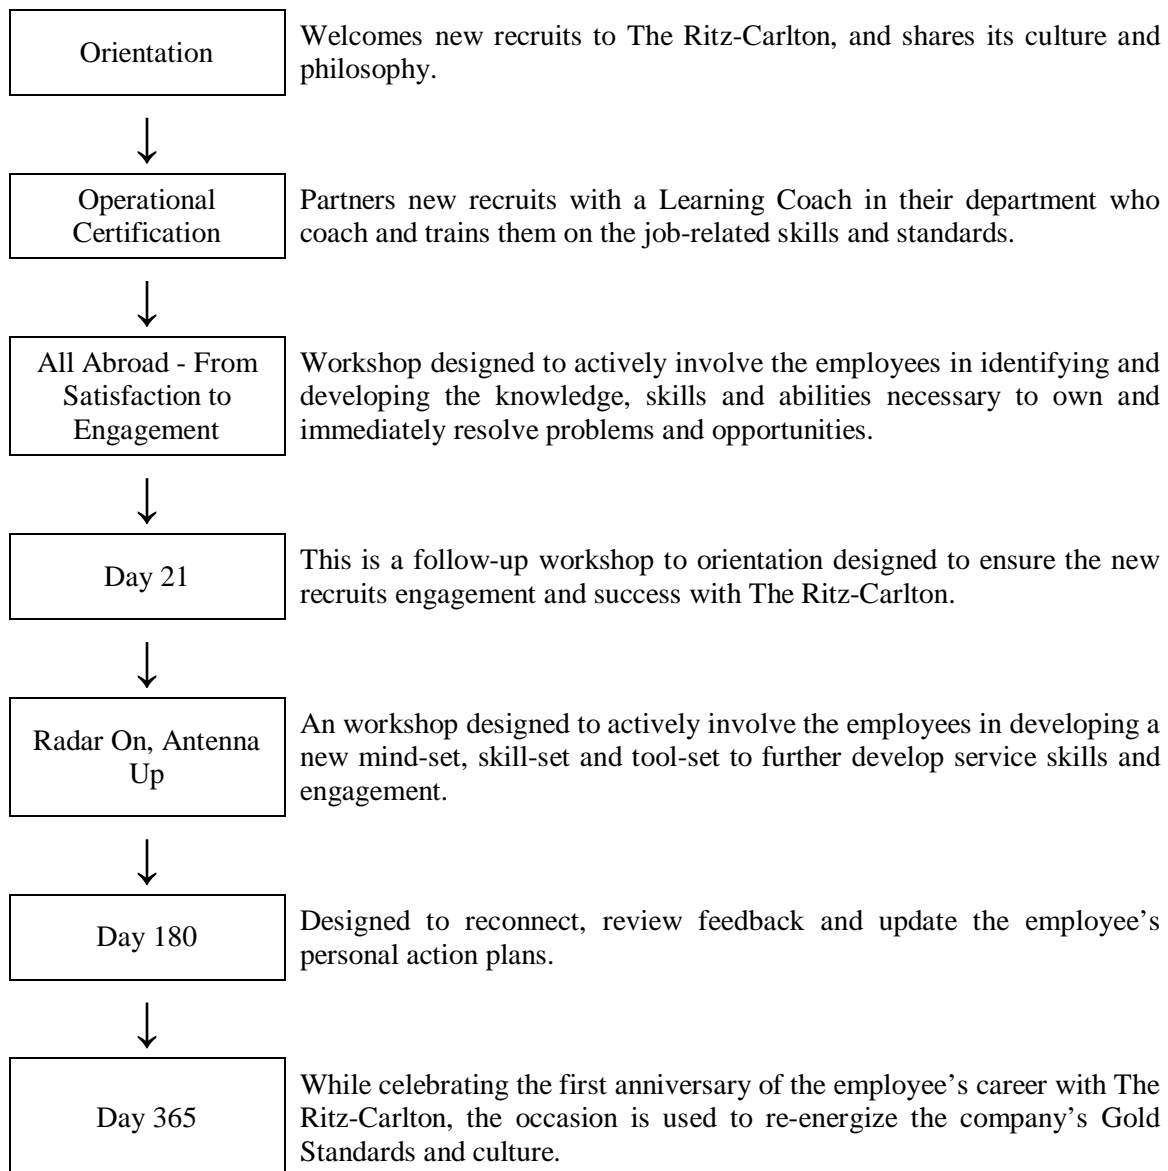 Orientation
Welcomes new recruits to The Ritz-Carlton, and shares its culture and
philosophy.
Operational
Certification
Partners new recruits with a Learning Coach in their department who
coach and trains them on the job-related skills and standards.
All Abroad - From
Satisfaction to
Engagement
Workshop designed to actively involve the employees in identifying and
developing the knowledge, skills and abilities necessary to own and
immediately resolve problems and opportunities.
Day 21
This is a follow-up workshop to orientation designed to ensure the new
recruits engagement and success with The Ritz-Carlton.
Radar On, Antenna
Up
An workshop designed to actively involve the employees in developing a
new mind-set, skill-set and tool-set to further develop service skills and
engagement.
Day 180
Designed to reconnect, review feedback and update the employee’s
personal action plans.
Day 365
While celebrating the first anniversary of the employee’s career with The
Ritz-Carlton, the occasion is used to re-energize the company’s Gold
Standards and culture.